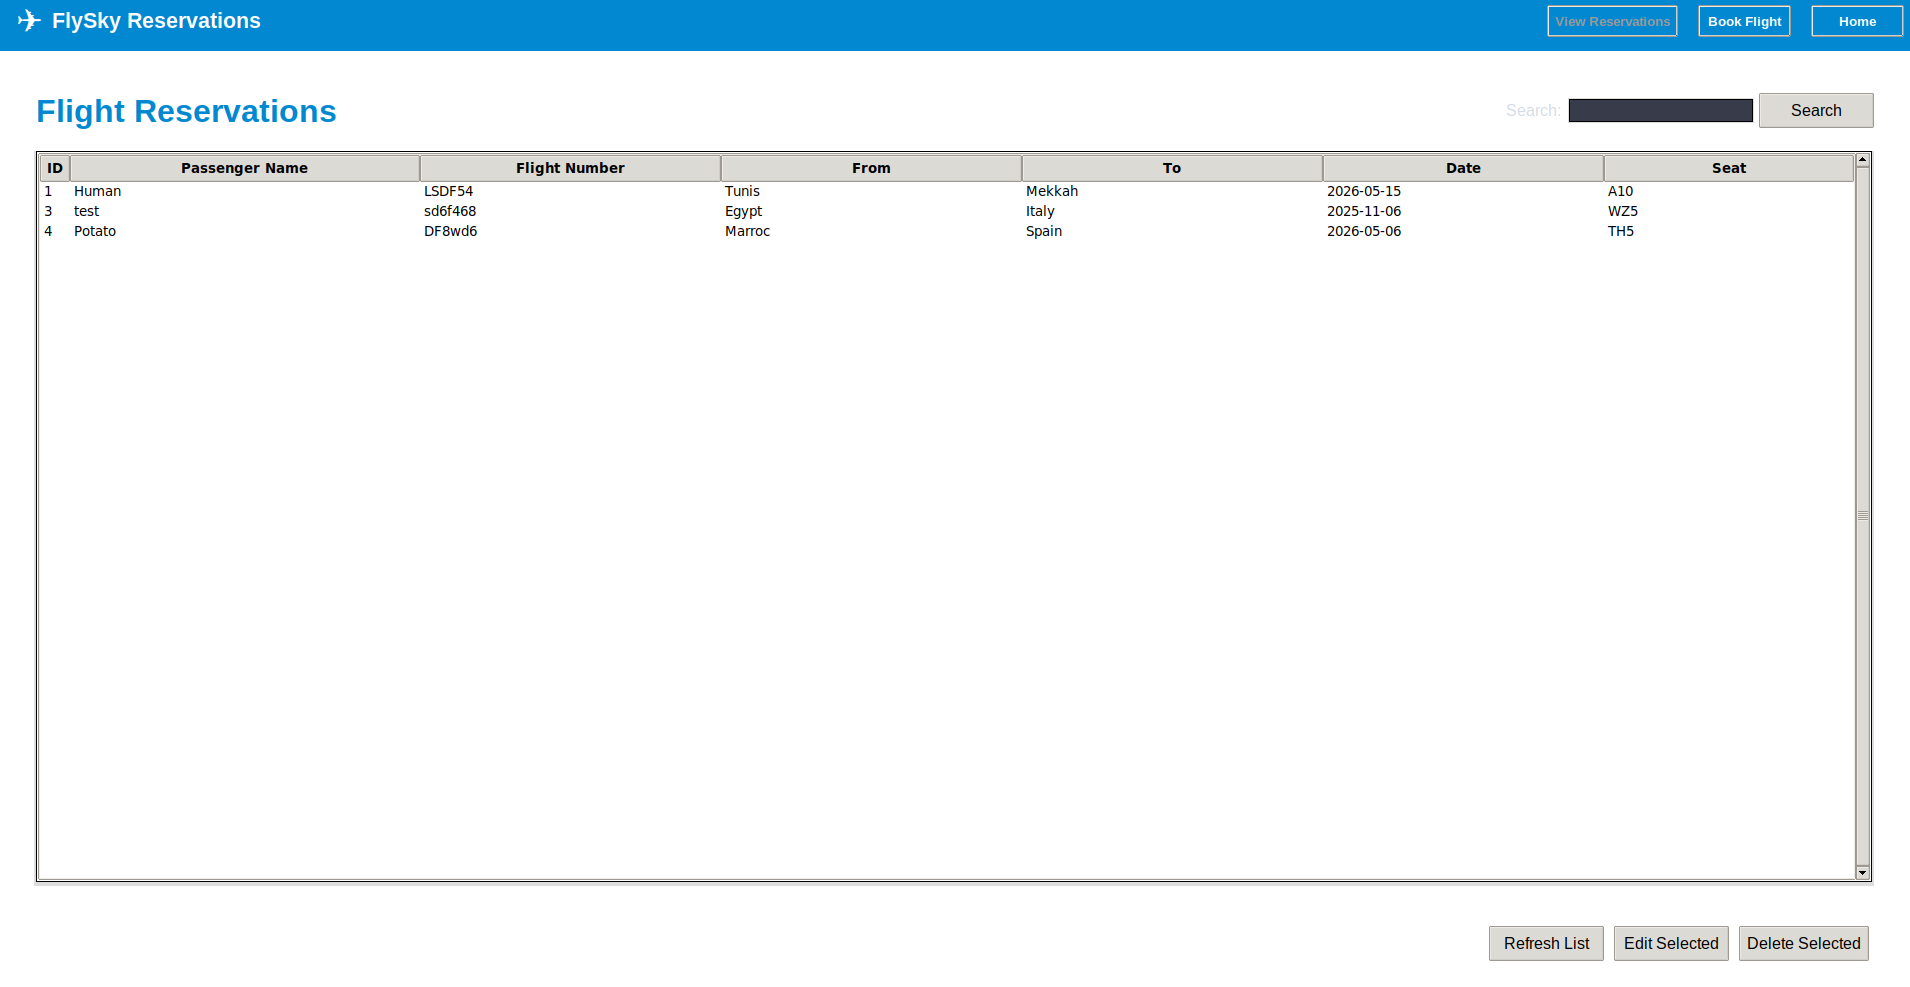 ✈ FlySky Reservations View Reservations Book Flight Home
Flight Reservations Search: Search
ID Passenger Name Flight Number From To Date Seat
1 Human LSDF54 Tunis Mekkah 2026-05-15 A10
3 test sd6f468 Egypt Italy 2025-11-06 WZ5
4 Potato DF8wd6 Marroc Spain 2026-05-06 TH5
Refresh List Edit Selected Delete Selected